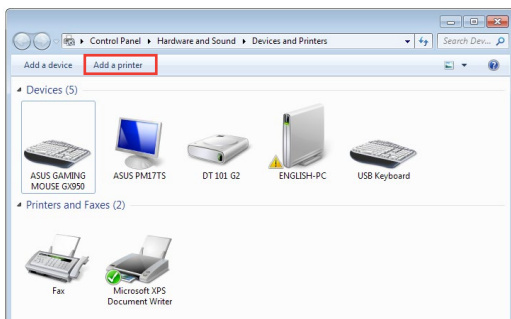 Control Panel ▸ Hardware and Sound ▸ Devices and Printers
Search Dev...
Add a device
Add a printer
Devices (5)
ASUS GAMING
MOUSE GX950
ASUS PM17TS
DT 101 G2
ENGLISH-PC
USB Keyboard
Printers and Faxes (2)
Fax
Microsoft XPS
Document Writer